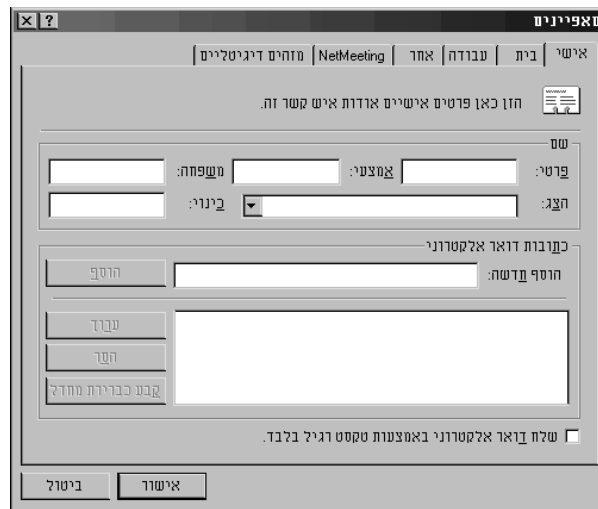 מאפיינים
אישי בית עבודה אחר NetMeeting מזהים דיגיטליים
הזן כאן פרטים אישיים אודות איש קשר זה.
שם
פרטי: אמצעי: משפחה:
הצג: כינוי:
כתובות דואר אלקטרוני
הוסף חדשה: הוסף
ערוך
הסר
קבע כברירת מחדל
שלח דואר אלקטרוני באמצעות טקסט רגיל בלבד.
אישור ביטול